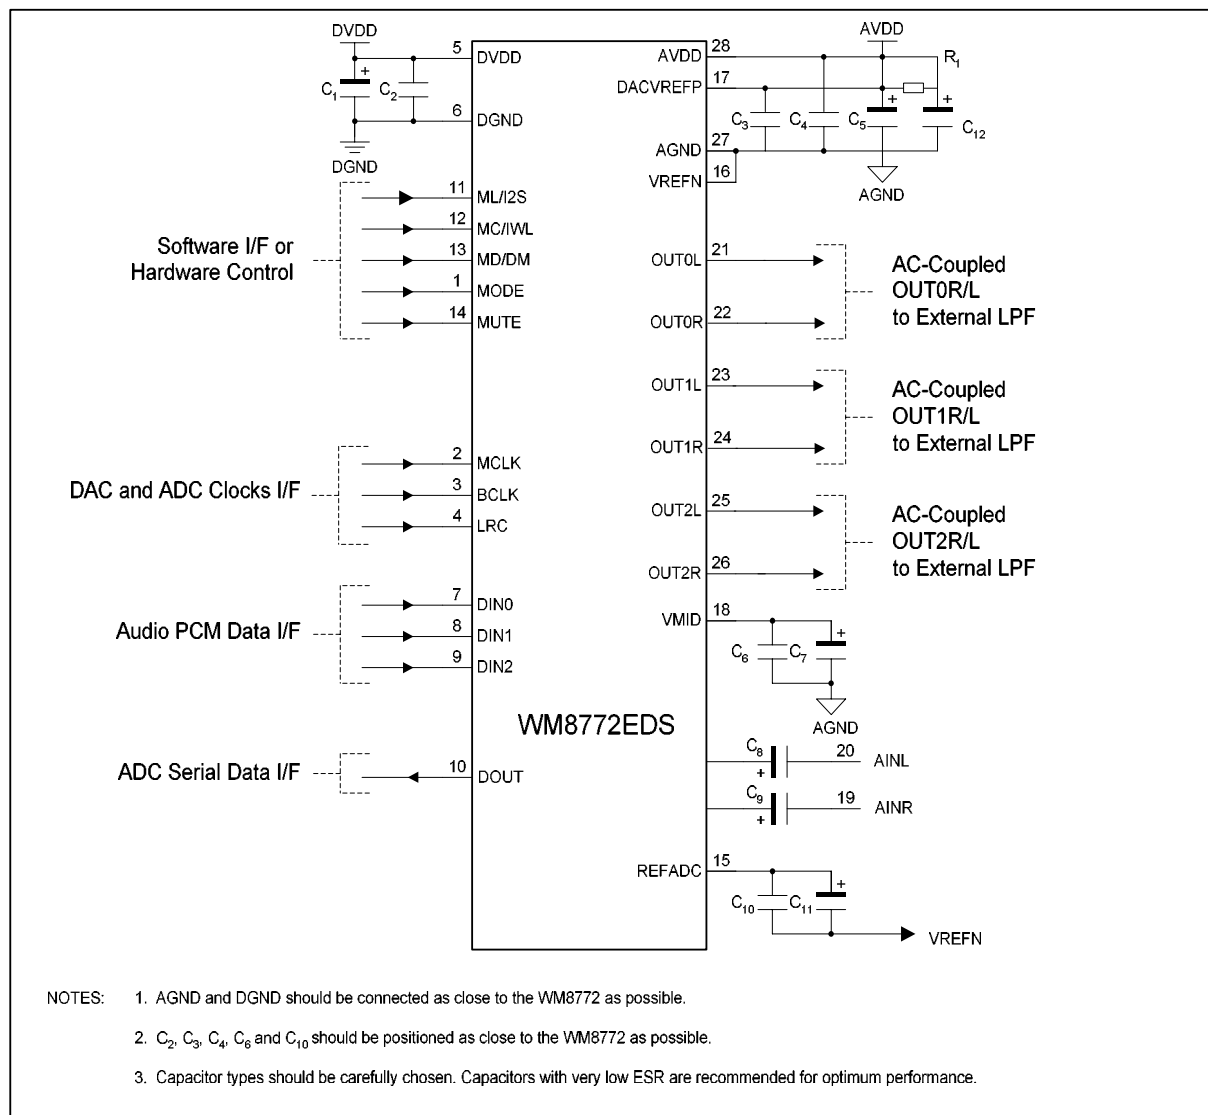 DVDD
5 DVDD
C1 + C2
6 DGND
DGND
11 ML/I2S
12 MC/IWL
13 MD/DM
1 MODE
14 MUTE
Software I/F or
Hardware Control
2 MCLK
3 BCLK
4 LRC
DAC and ADC Clocks I/F
7 DIN0
8 DIN1
9 DIN2
Audio PCM Data I/F
10 DOUT
ADC Serial Data I/F
WM8772EDS
AVDD
AVDD 28
R1
DACVREFP 17
C3 C4 C5 + + C12
AGND 27
VREFN 16
AGND
OUT0L 21
OUT0R 22
AC-Coupled
OUT0R/L
to External LPF
OUT1L 23
OUT1R 24
AC-Coupled
OUT1R/L
to External LPF
OUT2L 25
OUT2R 26
AC-Coupled
OUT2R/L
to External LPF
VMID 18
C6 C7 +
AGND
C8 + 20 AINL
C9 + 19 AINR
REFADC 15
C10 C11 +
VREFN
NOTES: 1. AGND and DGND should be connected as close to the WM8772 as possible.
2. C2, C3, C4, C6 and C10 should be positioned as close to the WM8772 as possible.
3. Capacitor types should be carefully chosen. Capacitors with very low ESR are recommended for optimum performance.